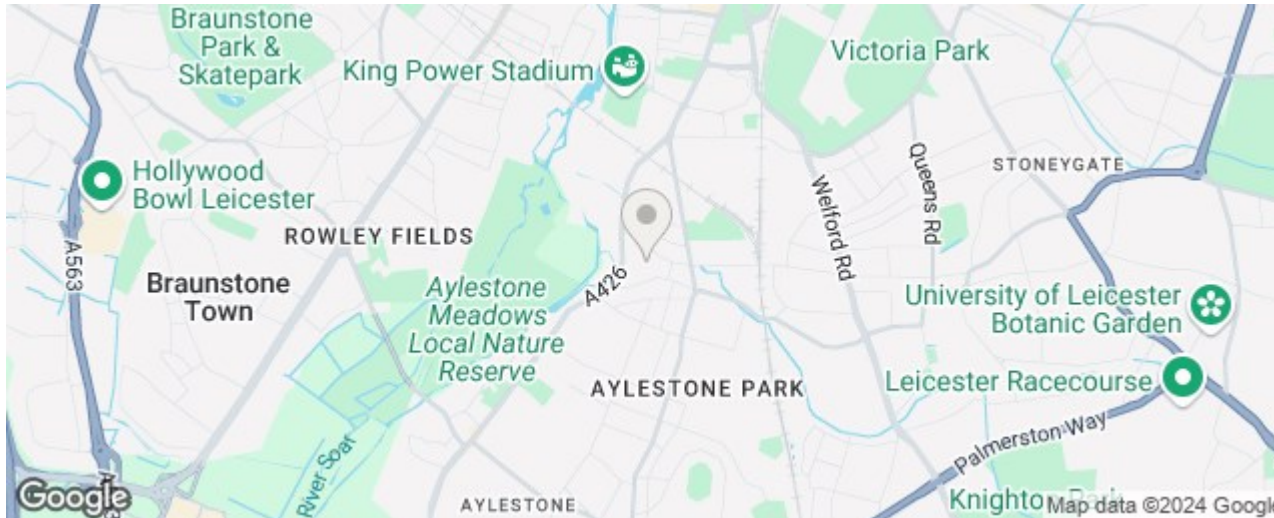 Braunstone
Park &
Skatepark
King Power Stadium
Victoria Park
Hollywood
Bowl Leicester
STONEYGATE
Queens Rd
Welford Rd
ROWLEY FIELDS
A563
Braunstone
Town
A426
Aylestone
Meadows
Local Nature
Reserve
University of Leicester
Botanic Garden
AYLESTONE PARK
Leicester Racecourse
Palmerston Way
River Soar
AYLESTONE
Knighton Park
Google
Map data ©2024 Google